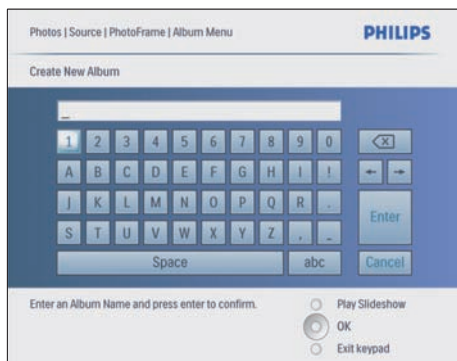 Photos | Source | PhotoFrame | Album Menu PHILIPS
Create New Album
_
1 2 3 4 5 6 7 8 9 0
A B C D E F G H I !
J K L M N O P Q R .
S T U V W X Y Z , _
Enter
Space abc Cancel
Enter an Album Name and press enter to confirm.
Play Slideshow
OK
Exit keypad